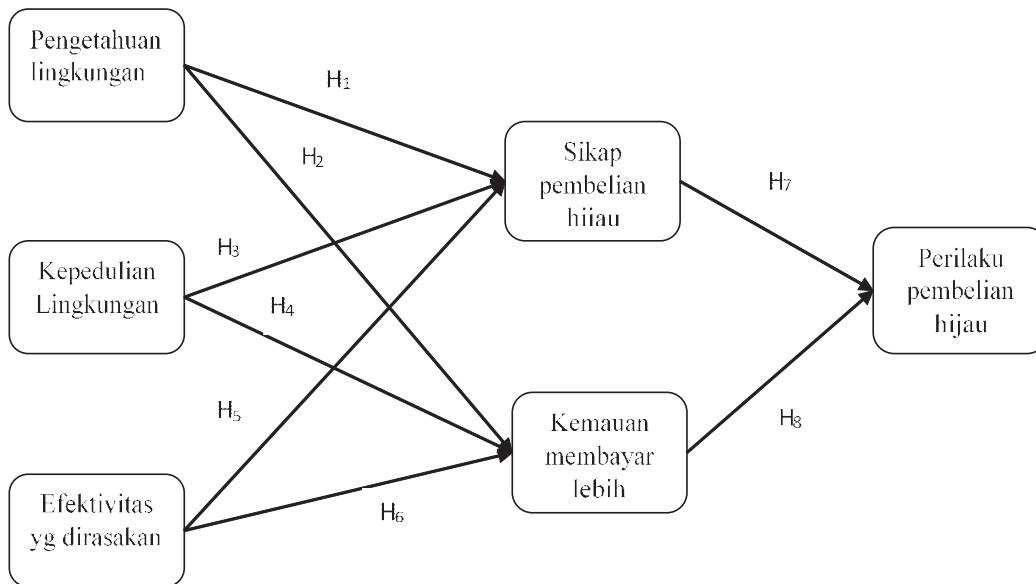 Pengetahuan
lingkungan
H1
H2
Sikap
pembelian
hijau
H7
Kepedulian
Lingkungan
H3
H4
Perilaku
pembelian
hijau
H5
Kemauan
membayar
lebih
H8
Efektivitas
yg dirasakan
H6